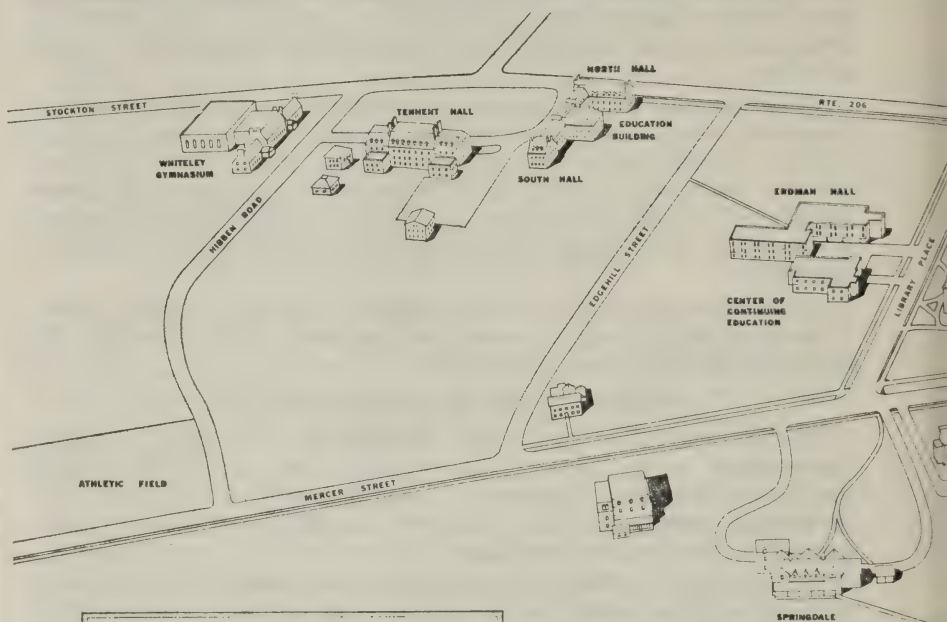 NORTH HALL
STOCKTON STREET
RTE. 206
TENNENT HALL
EDUCATION
BUILDING
WHITELEY
GYMNASIUM
SOUTH HALL
ERDMAN HALL
HIBBEN ROAD
EDGEHILL STREET
LIBRARY PLACE
CENTER OF
CONTINUING
EDUCATION
ATHLETIC FIELD
MERCER STREET
SPRINGDALE